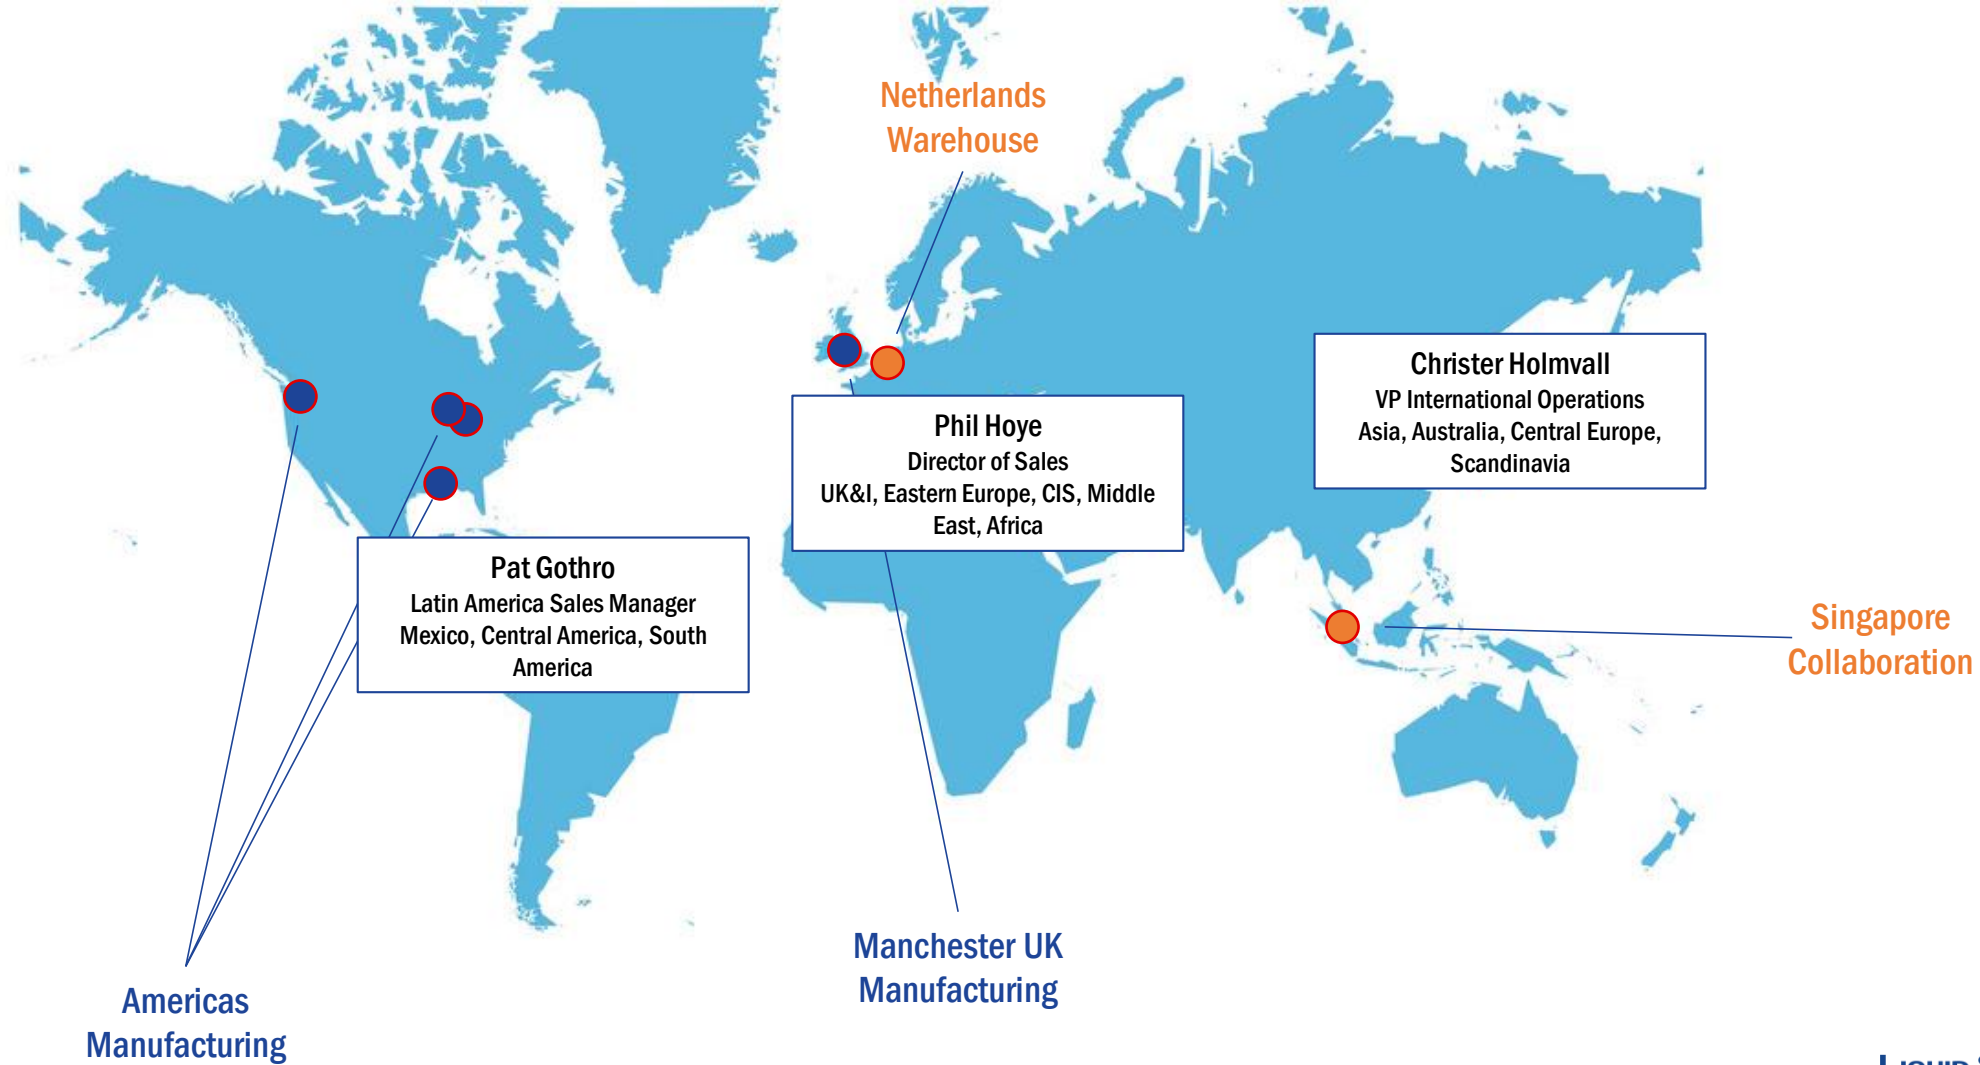 Netherlands
Warehouse
Christer Holmvall
VP International Operations
Asia, Australia, Central Europe,
Scandinavia
Phil Hoye
Director of Sales
UK&I, Eastern Europe, CIS, Middle
East, Africa
Pat Gothro
Latin America Sales Manager
Mexico, Central America, South
America
Singapore
Collaboration
Manchester UK
Manufacturing
Americas
Manufacturing